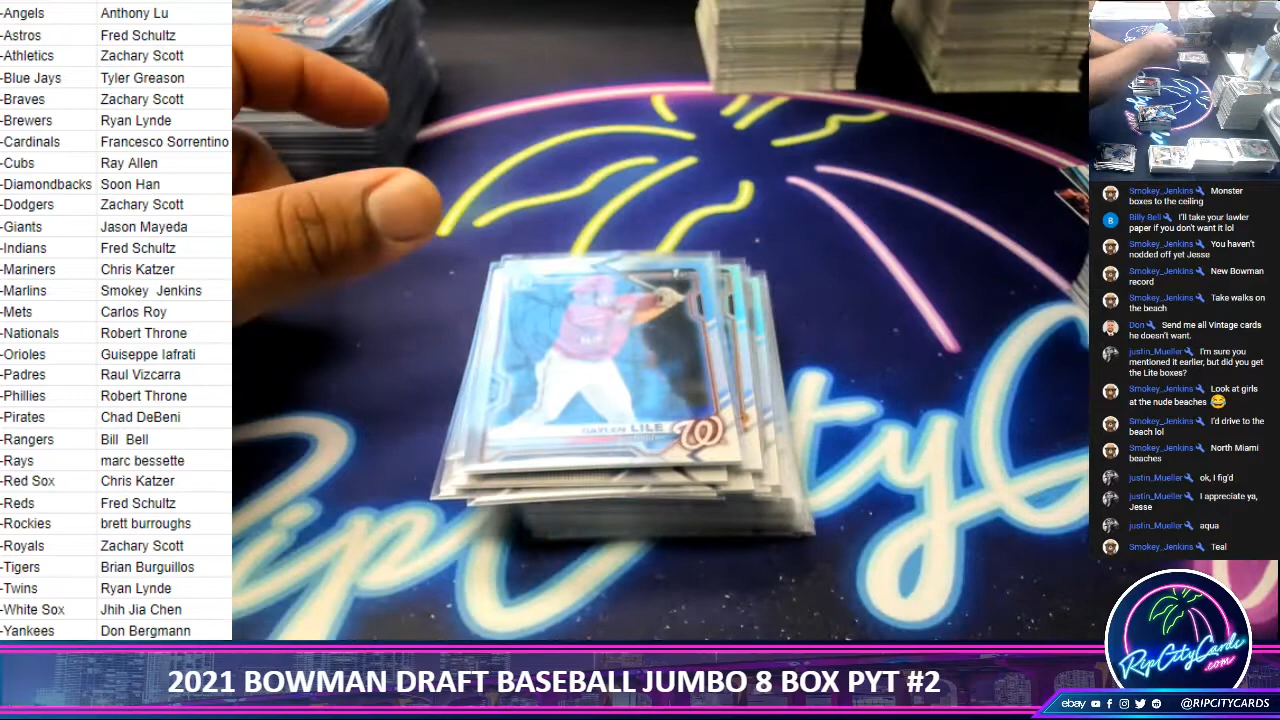 -Angels Anthony Lu
-Astros Fred Schultz
-Athletics Zachary Scott
-Blue Jays Tyler Greason
-Braves Zachary Scott
-Brewers Ryan Lynde
-Cardinals Francesco Sorrentino
-Cubs Ray Allen
-Diamondbacks Soon Han
-Dodgers Zachary Scott
-Giants Jason Mayeda
-Indians Fred Schultz
-Mariners Chris Katzer
-Marlins Smokey Jenkins
-Mets Carlos Roy
-Nationals Robert Throne
-Orioles Guiseppe Iafrati
-Padres Raul Vizcarra
-Phillies Robert Throne
-Pirates Chad DeBeni
-Rangers Bill Bell
-Rays marc bessette
-Red Sox Chris Katzer
-Reds Fred Schultz
-Rockies brett burroughs
-Royals Zachary Scott
-Tigers Brian Burguillos
-Twins Ryan Lynde
-White Sox Jhih Jia Chen
-Yankees Don Bergmann
LILE
W
Smokey_Jenkins Monster
boxes to the ceiling
B
Billy Bell I'll take your lawler
paper if you don't want it lol
Smokey_Jenkins You haven't
nodded off yet Jesse
Smokey_Jenkins New Bowman
record
Smokey_Jenkins Take walks on
the beach
Don Send me all Vintage cards
he doesn't want.
justin_Mueller I'm sure you
mentioned it earlier, but did you get
the Lite boxes?
Smokey_Jenkins Look at girls
at the nude beaches 😂
Smokey_Jenkins I'd drive to the
beach lol
Smokey_Jenkins North Miami
beaches
justin_Mueller ok, I fig'd
justin_Mueller I appreciate ya,
Jesse
justin_Mueller aqua
Smokey_Jenkins Teal
RipCityCards
.com
2021 BOWMAN DRAFT BASEBALL JUMBO 8 BOX PYT #2
ebay @RIPCITYCARDS